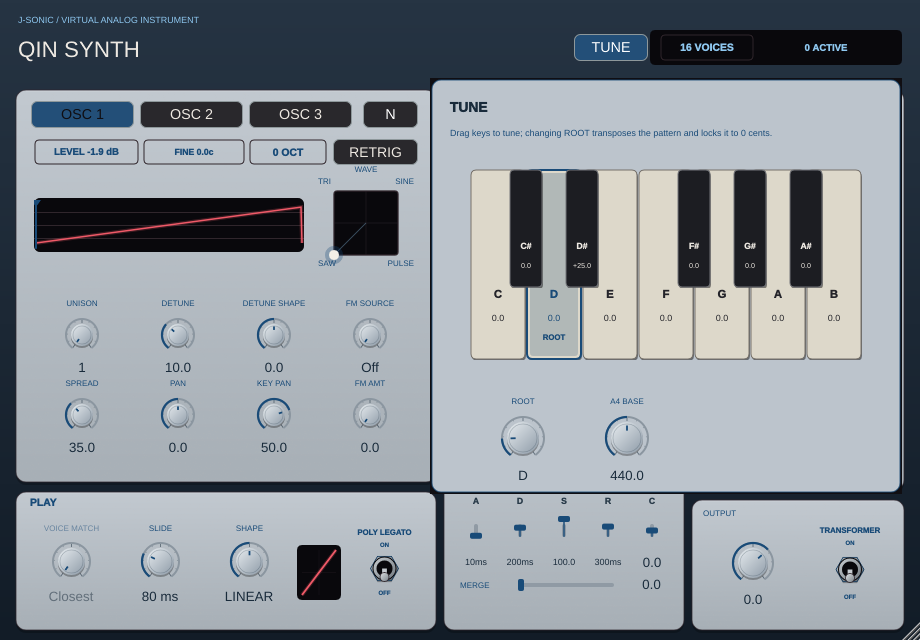 J-SONIC / VIRTUAL ANALOG INSTRUMENT
QIN SYNTH
TUNE
16 VOICES
0 ACTIVE
OSC 1
OSC 2
OSC 3
N
LEVEL -1.9 dB
FINE 0.0c
0 OCT
RETRIG
WAVE
TRI
SINE
SAW
PULSE
UNISON
DETUNE
DETUNE SHAPE
FM SOURCE
1
10.0
0.0
Off
SPREAD
PAN
KEY PAN
FM AMT
35.0
0.0
50.0
0.0
TUNE
Drag keys to tune; changing ROOT transposes the pattern and locks it to 0 cents.
C#
D#
F#
G#
A#
0.0
+25.0
0.0
0.0
0.0
C
D
E
F
G
A
B
0.0
0.0
0.0
0.0
0.0
0.0
0.0
ROOT
ROOT
A4 BASE
D
440.0
PLAY
VOICE MATCH
SLIDE
SHAPE
POLY LEGATO
ON
OFF
Closest
80 ms
LINEAR
A
D
S
R
C
10ms
200ms
100.0
300ms
0.0
MERGE
0.0
OUTPUT
TRANSFORMER
ON
OFF
0.0